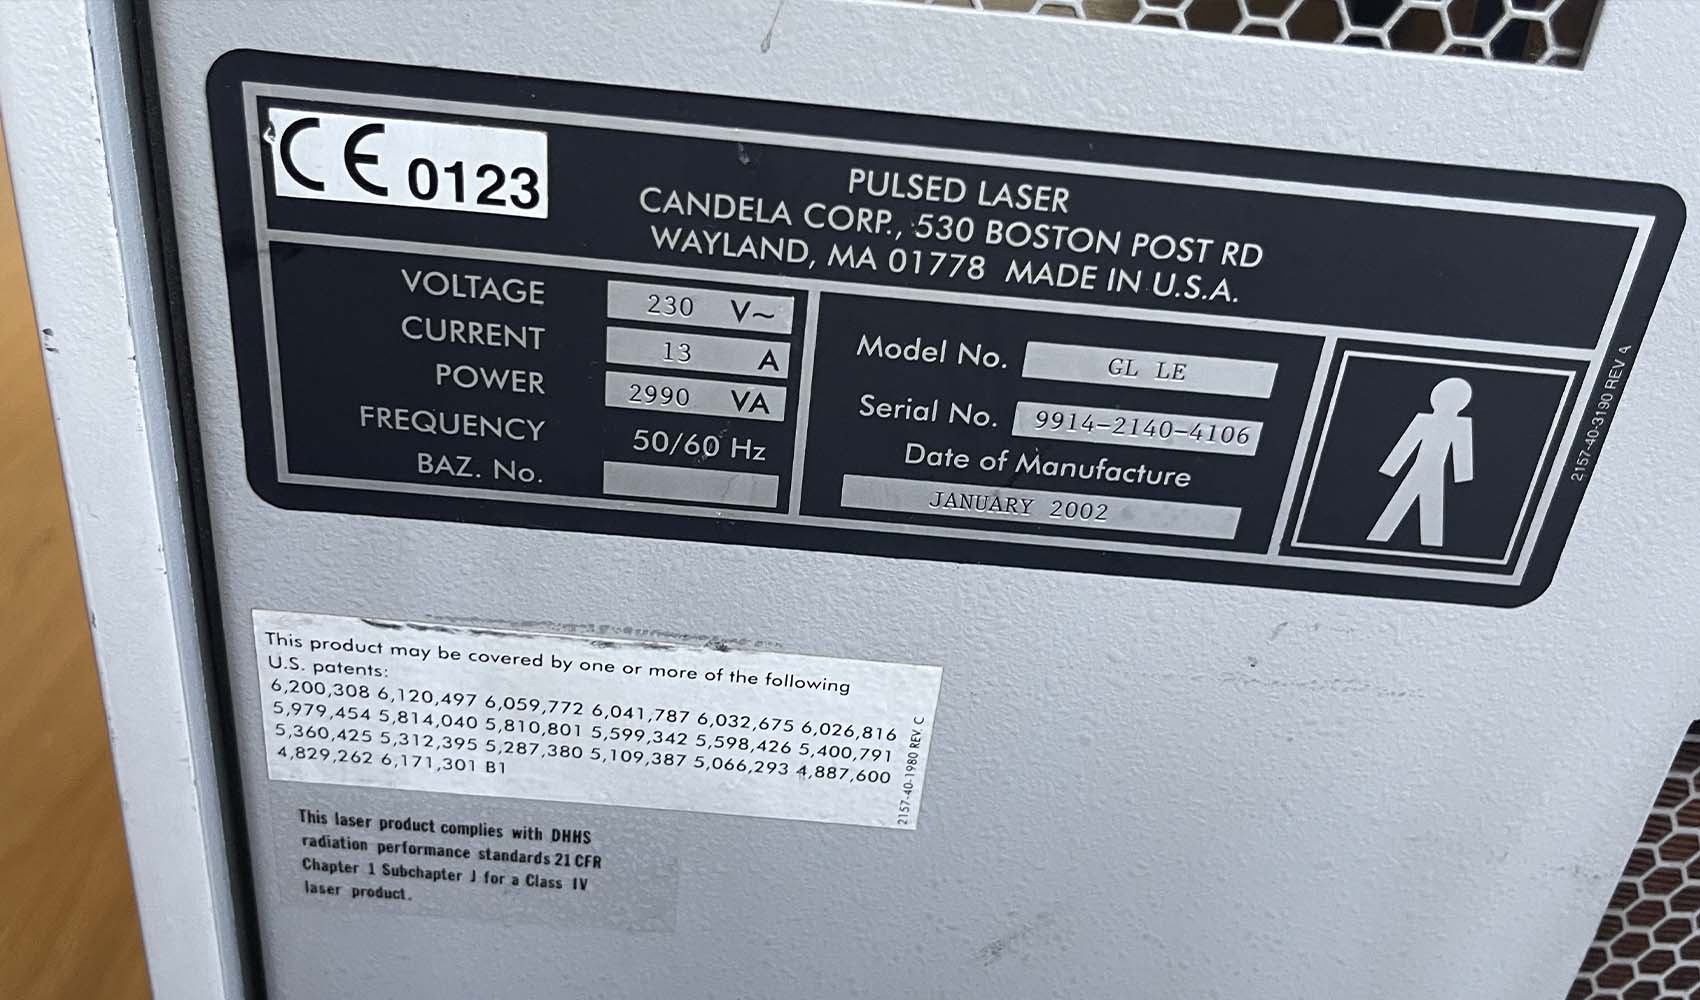 CE 0123
PULSED LASER
CANDELA CORP., 530 BOSTON POST RD
WAYLAND, MA 01778 MADE IN U.S.A.
VOLTAGE 230 V~
CURRENT 13 A
POWER 2990 VA
FREQUENCY 50/60 Hz
BAZ. No.
Model No. GL LE
Serial No. 9914-2140-4106
Date of Manufacture
JANUARY 2002
2157-40-3190 REV A
This product may be covered by one or more of the following
U.S. patents:
6,200,308 6,120,497 6,059,772 6,041,787 6,032,675 6,026,816
5,979,454 5,814,040 5,810,801 5,599,342 5,598,426 5,400,791
5,360,425 5,312,395 5,287,380 5,109,387 5,066,293 4,887,600
4,829,262 6,171,301 B1
2157-40-1980 REV. C
This laser product complies with DHHS
radiation performance standards 21 CFR
Chapter 1 Subchapter J for a Class IV
laser product.